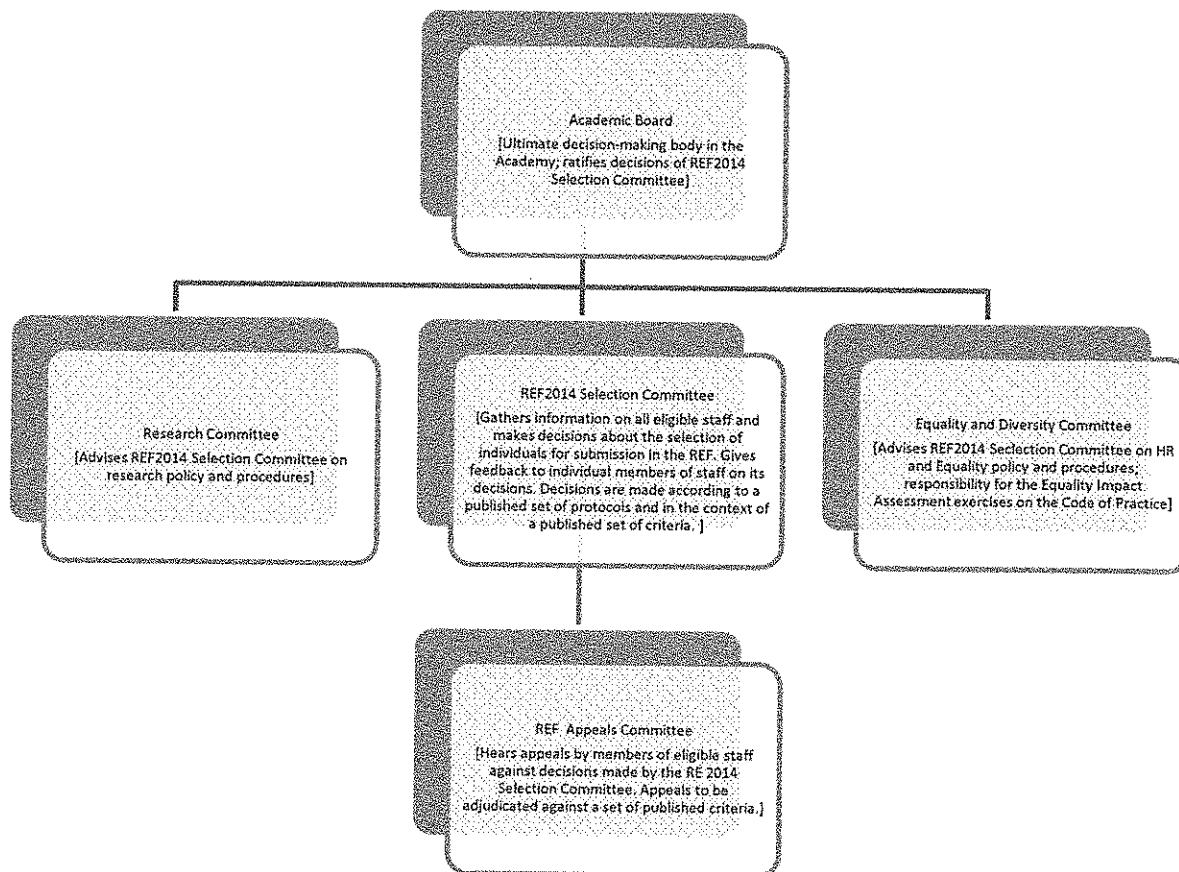 Academic Board
[Ultimate decision-making body in the
Academy; ratifies decisions of REF2014
Selection Committee]
Research Committee
[Advises REF2014 Selection Committee on
research policy and procedures]
REF2014 Selection Committee
[Gathers information on all eligible staff and
makes decisions about the selection of
individuals for submission in the REF. Gives
feedback to individual members of staff on its
decisions. Decisions are made according to a
published set of protocols and in the context of
a published set of criteria. ]
Equality and Diversity Committee
[Advises REF2014 Seclection Committee on HR
and Equality policy and procedures;
responsibility for the Equality Impact
Assessment exercises on the Code of Practice]
REF Appeals Committee
[Hears appeals by members of eligible staff
against decisions made by the RE 2014
Selection Committee. Appeals to be
adjudicated against a set of published criteria.]